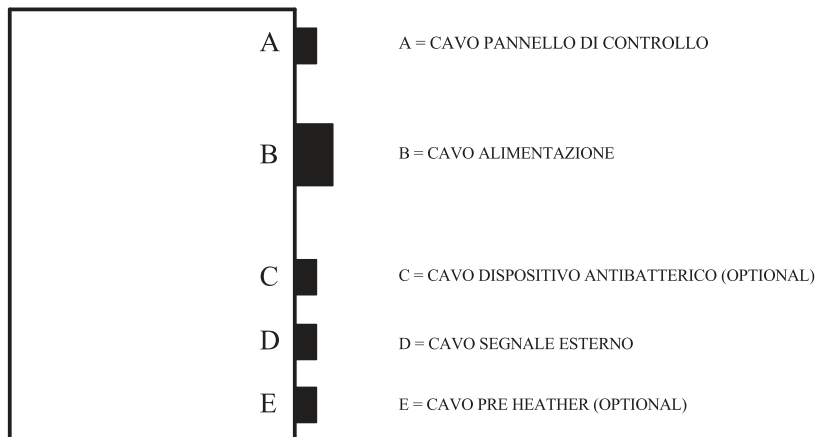 A A = CAVO PANNELLO DI CONTROLLO
B B = CAVO ALIMENTAZIONE
C C = CAVO DISPOSITIVO ANTIBATTERICO (OPTIONAL)
D D = CAVO SEGNALE ESTERNO
E E = CAVO PRE HEATHER (OPTIONAL)